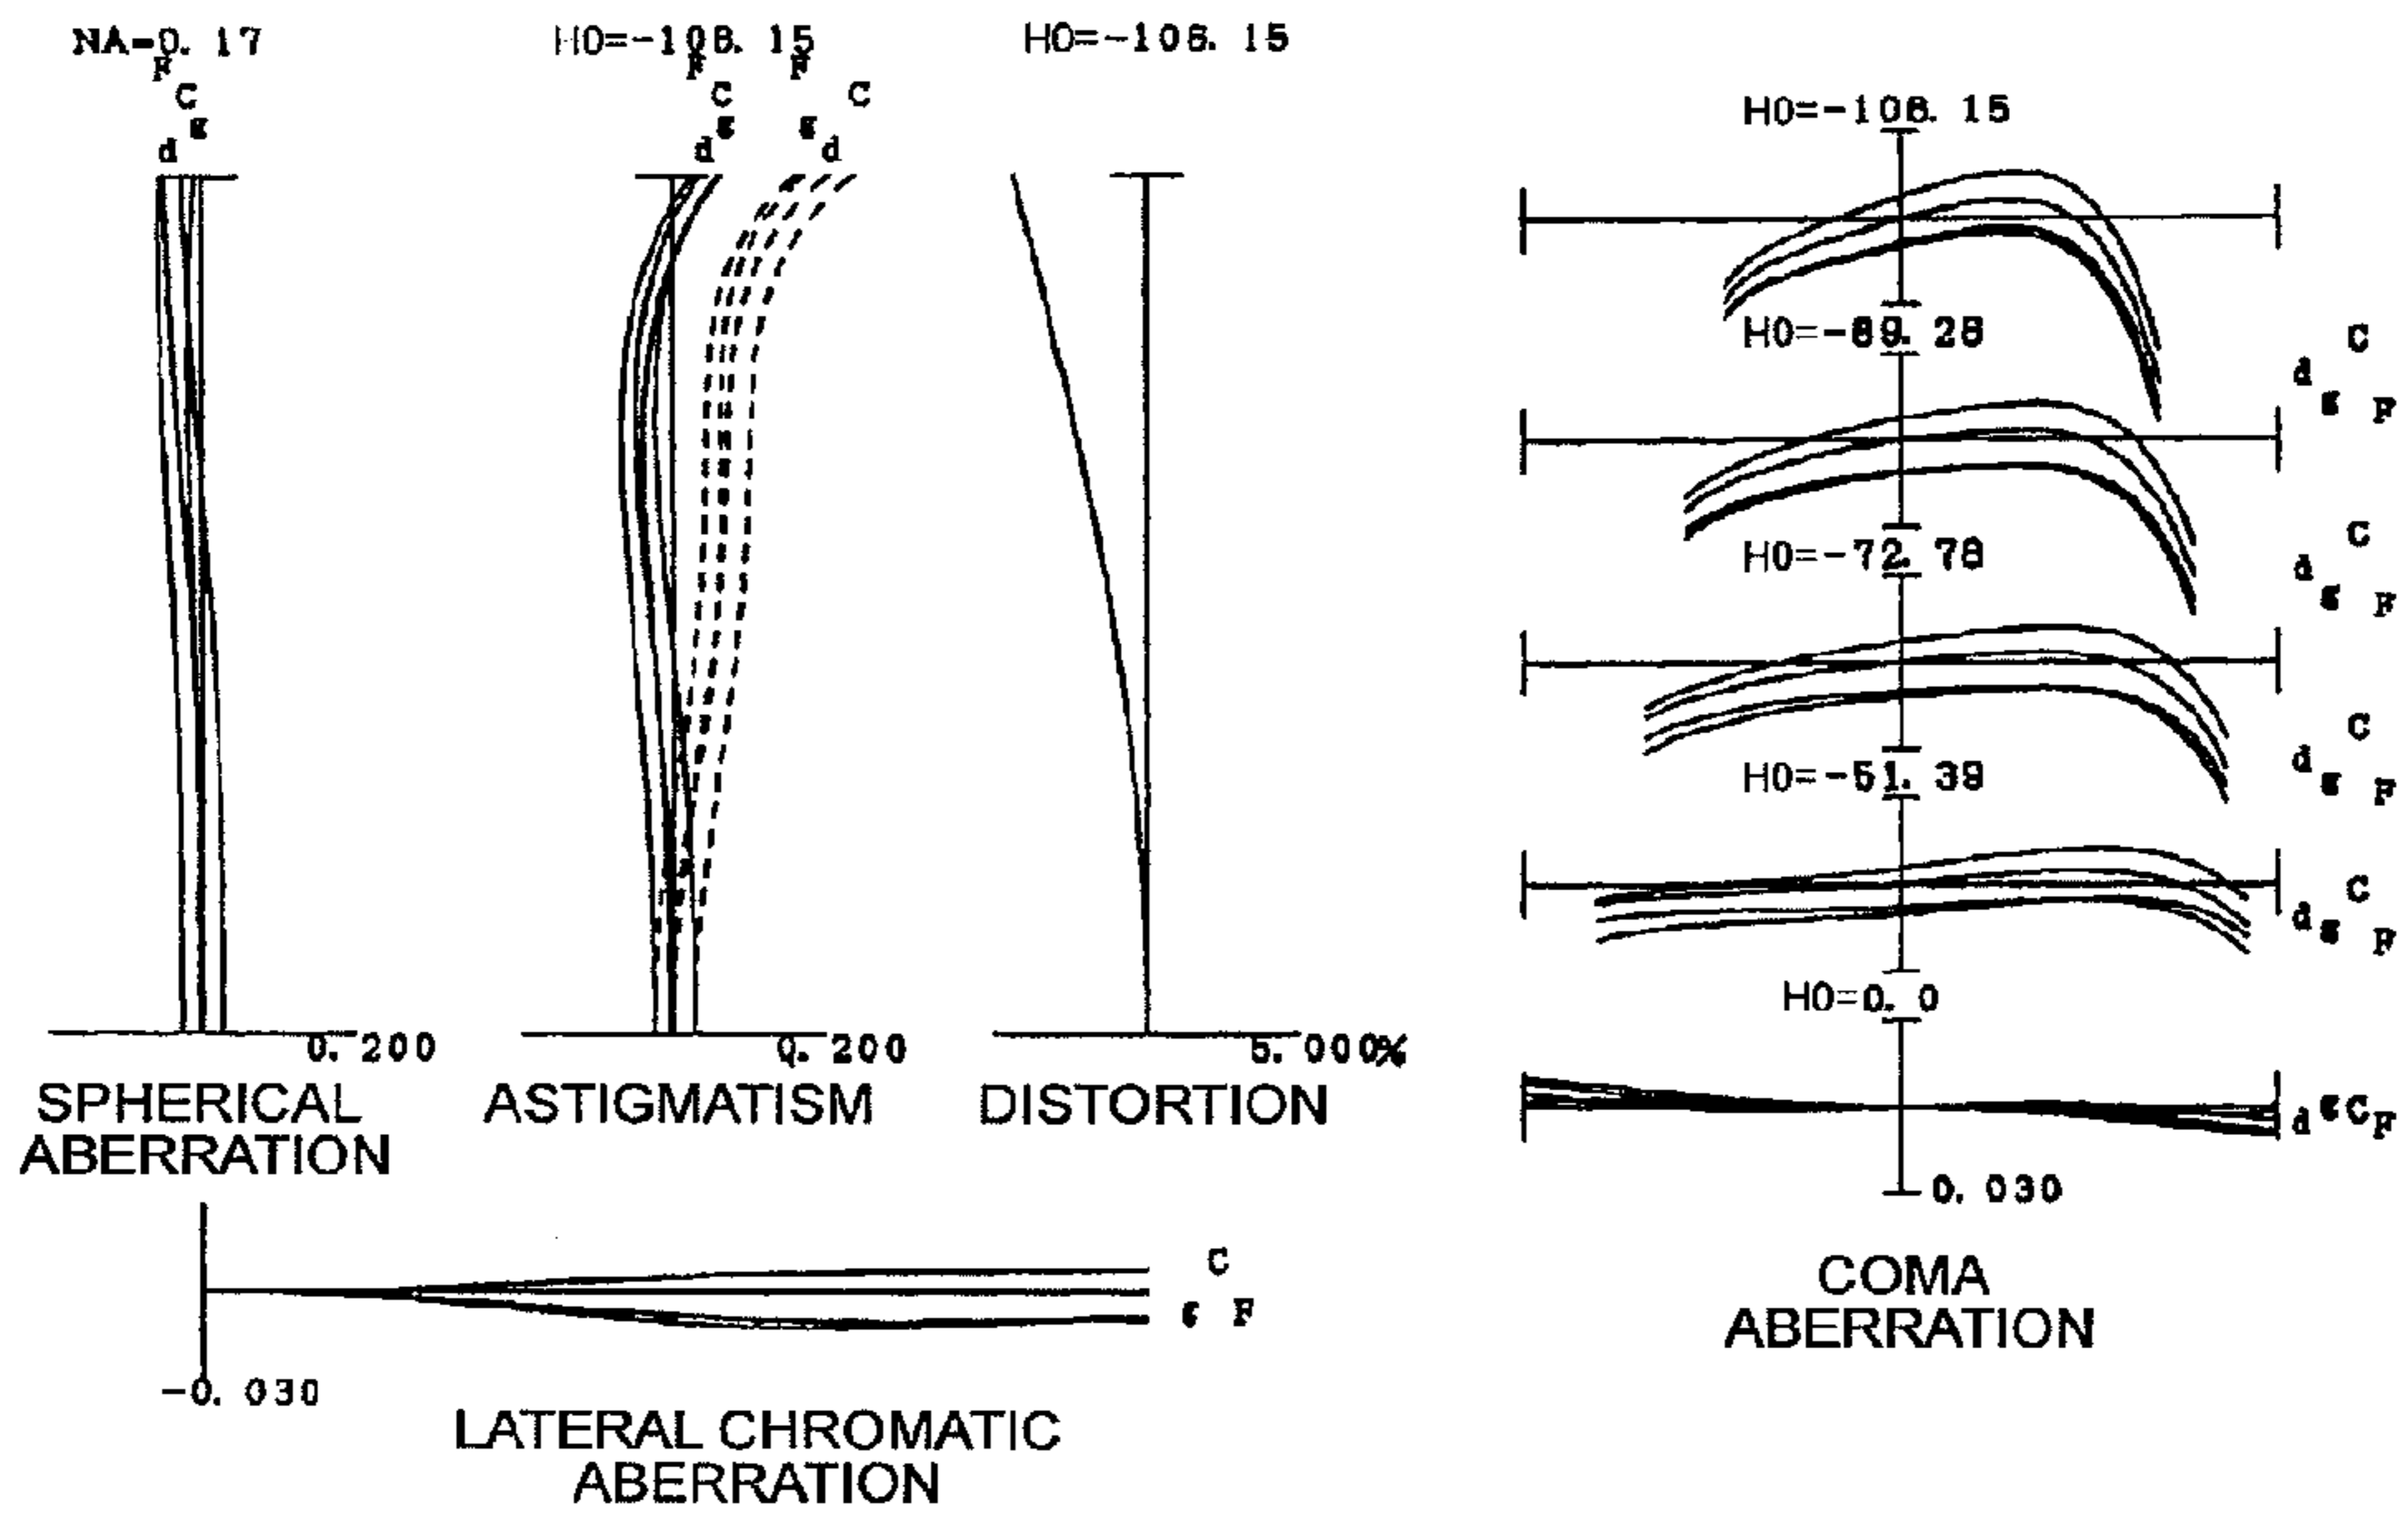 NA=0. 17
F
C
g
d
H0=-108. 15
F F
C C
g g
d d
H0=-108. 15
0. 200
SPHERICAL
ABERRATION
0. 200
ASTIGMATISM
5. 000%
DISTORTION
-0. 030
C
g F
LATERAL CHROMATIC
ABERRATION
H0=-108. 15
C
d
g F
H0=-89. 28
C
d
g F
H0=-72. 78
C
d
g F
H0=-51. 39
C
d g F
H0=0. 0
d g C F
0. 030
COMA
ABERRATION